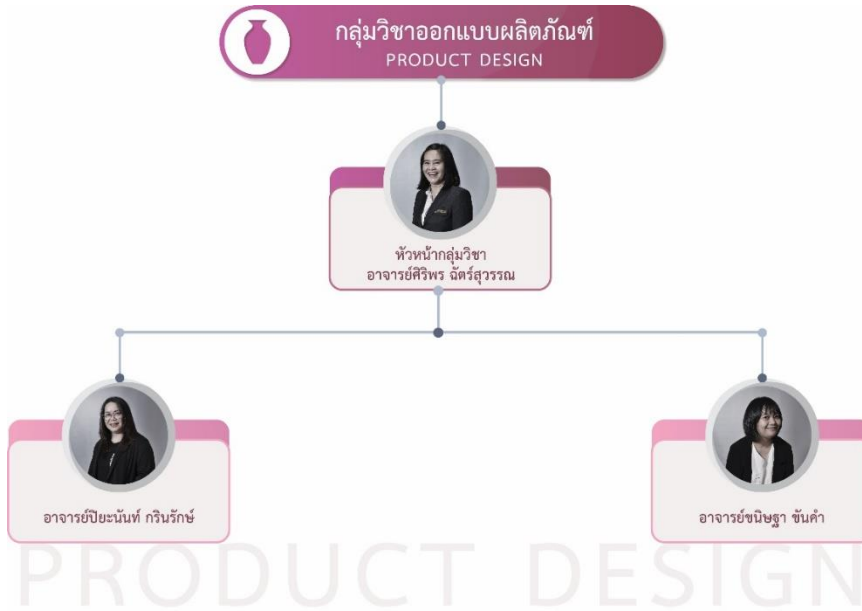 กลุ่มวิชาออกแบบผลิตภัณฑ์
PRODUCT DESIGN
หัวหน้ากลุ่มวิชา
อาจารย์ศิริพร ฉัตร์สุวรรณ
อาจารย์ปิยะนันท์ กรินรักษ์
อาจารย์ขนิษฐา ขันคำ
PRODUCT DESIGN